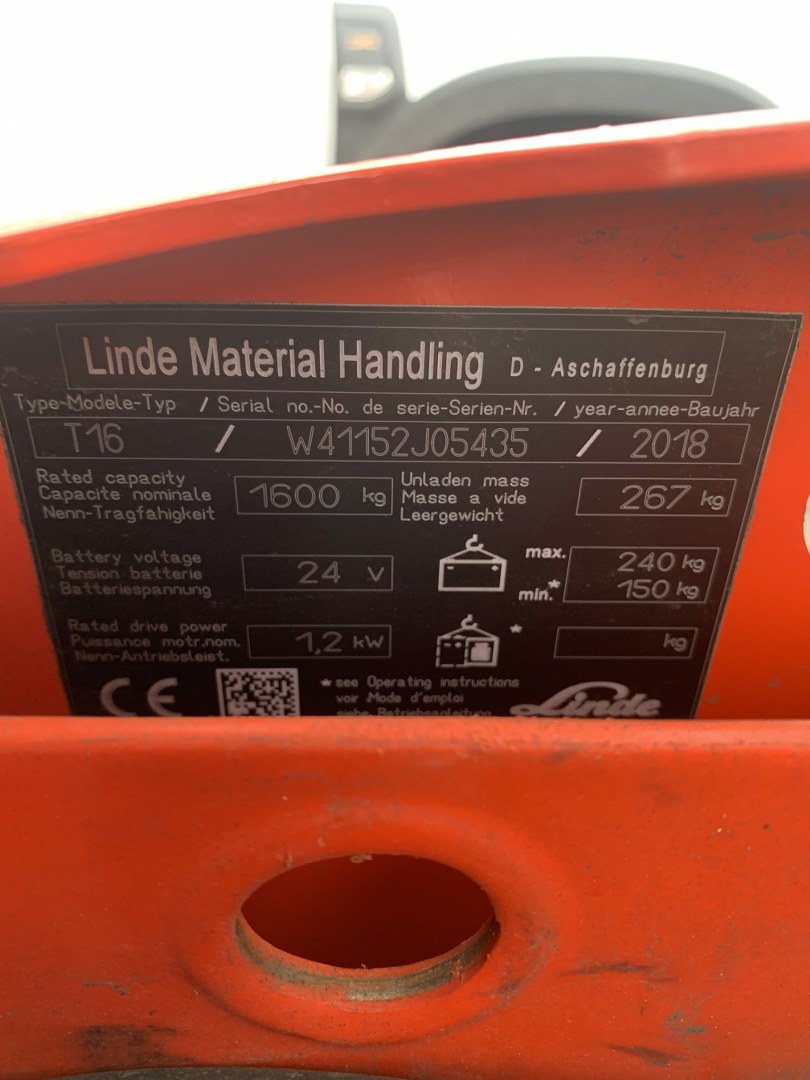 Linde Material Handling D - Aschaffenburg
Type-Modele-Typ / Serial no.-No. de serie-Serien-Nr. / year-annee-Baujahr
T16 / W41152J05435 / 2018
Rated capacity
Capacite nominale
Nenn-Tragfähigkeit
1600 kg
Unladen mass
Masse a vide
Leergewicht
267 kg
Battery voltage
Tension batterie
Batteriespannung
24 V
max. 240 kg
min.* 150 kg
Rated drive power
Puissance motr.nom.
Nenn-Antriebsleist.
1,2 kW
* kg
CE
*see Operating instructions
voir Mode d'emploi
siehe Betriebsanleitung
Linde